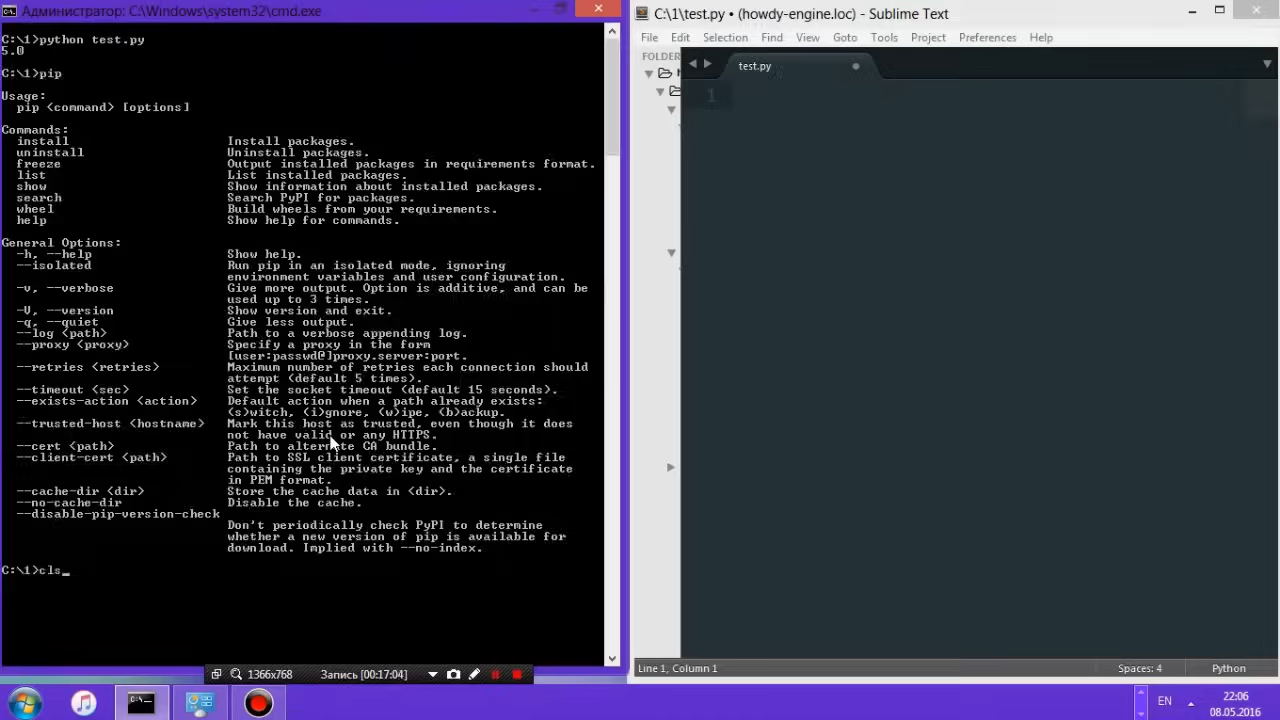 Администратор: C:\Windows\system32\cmd.exe
C:\1>python test.py
5.0
C:\1>pip
Usage:
pip <command> [options]
Commands:
install Install packages.
uninstall Uninstall packages.
freeze Output installed packages in requirements format.
list List installed packages.
show Show information about installed packages.
search Search PyPI for packages.
wheel Build wheels from your requirements.
help Show help for commands.
General Options:
-h, --help Show help.
--isolated Run pip in an isolated mode, ignoring
environment variables and user configuration.
-v, --verbose Give more output. Option is additive, and can be
used up to 3 times.
-V, --version Show version and exit.
-q, --quiet Give less output.
--log <path> Path to a verbose appending log.
--proxy <proxy> Specify a proxy in the form
[user:passwd@]proxy.server:port.
--retries <retries> Maximum number of retries each connection should
attempt (default 5 times).
--timeout <sec> Set the socket timeout (default 15 seconds).
--exists-action <action> Default action when a path already exists:
(s)witch, (i)gnore, (w)ipe, (b)ackup.
--trusted-host <hostname> Mark this host as trusted, even though it does
not have valid or any HTTPS.
--cert <path> Path to alternate CA bundle.
--client-cert <path> Path to SSL client certificate, a single file
containing the private key and the certificate
in PEM format.
--cache-dir <dir> Store the cache data in <dir>.
--no-cache-dir Disable the cache.
--disable-pip-version-check
Don't periodically check PyPI to determine
whether a new version of pip is available for
download. Implied with --no-index.
C:\1>cls_
C:\1\test.py • (howdy-engine.loc) - Sublime Text
File Edit Selection Find View Goto Tools Project Preferences Help
FOLDER
test.py
1
Line 1, Column 1 Spaces: 4 Python
1366x768 Запись [00:17:04]
EN 22:06
08.05.2016